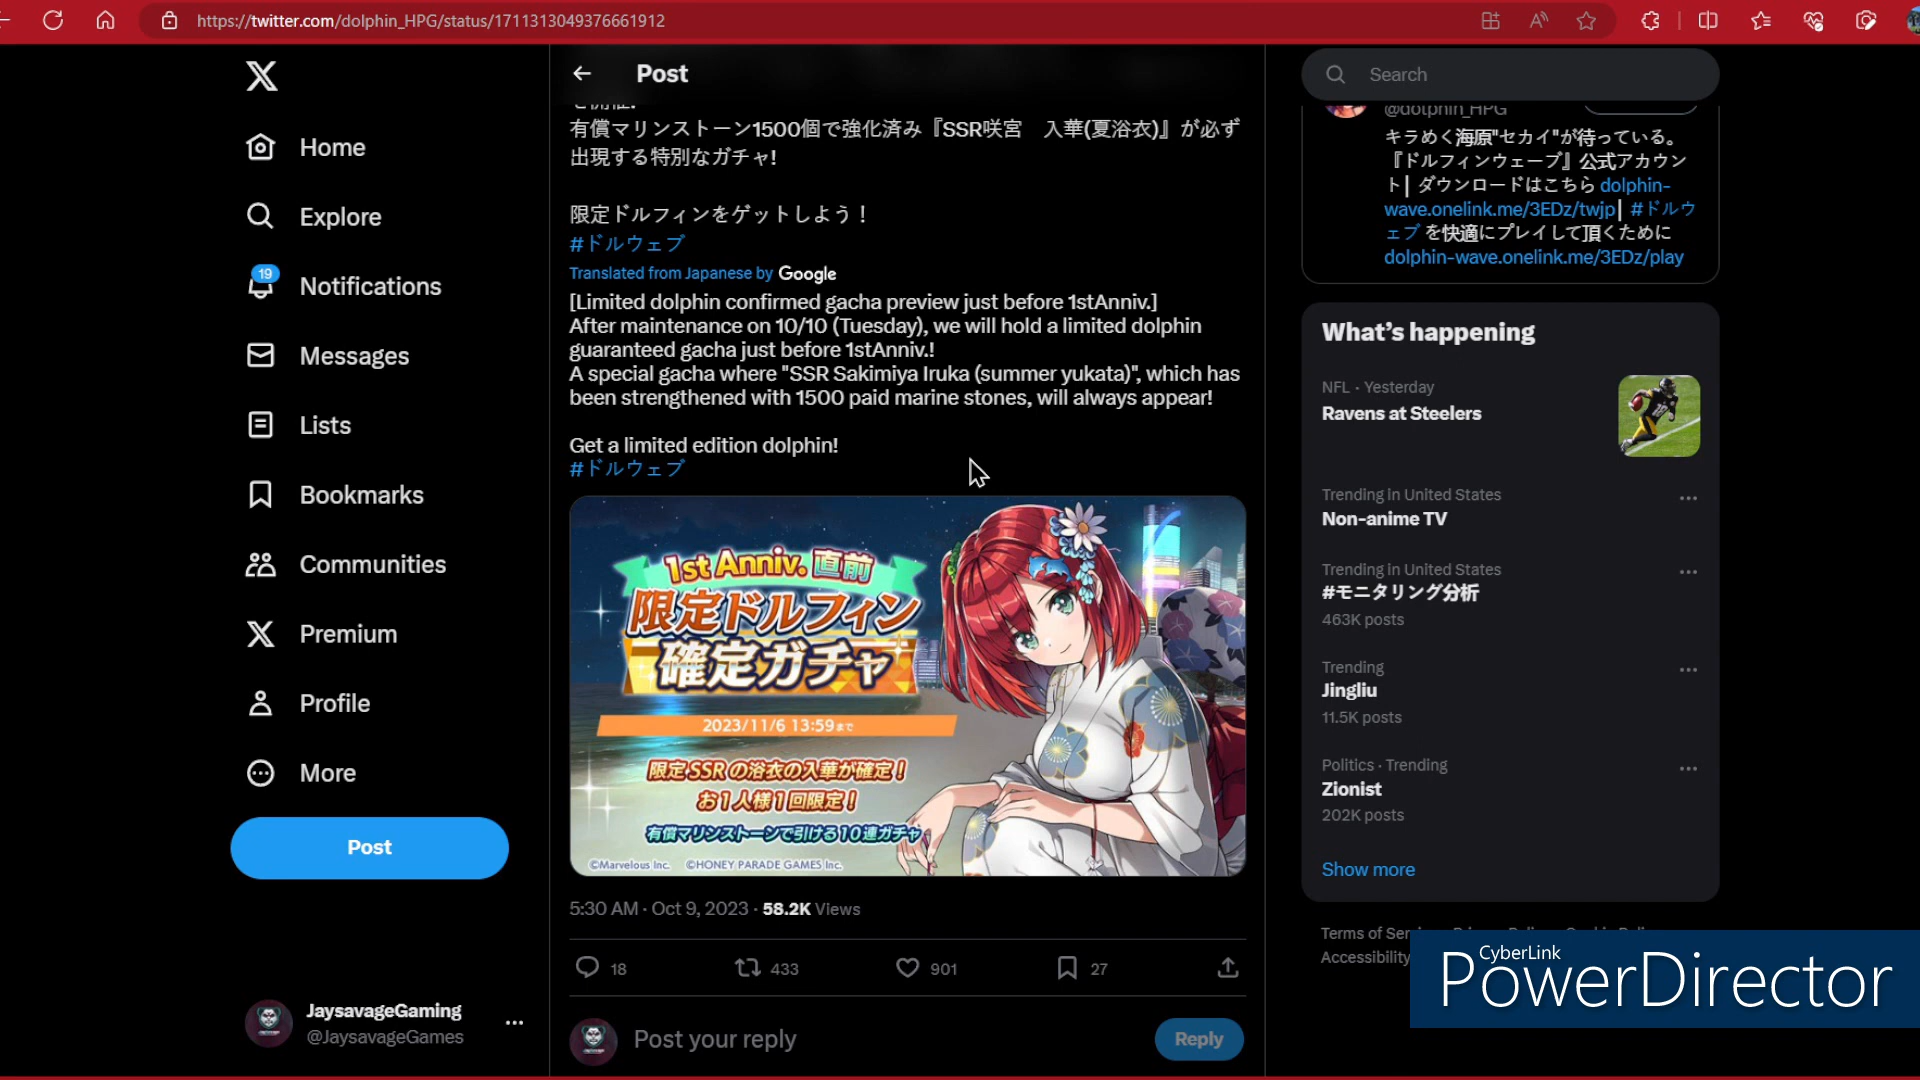 https://twitter.com/dolphin_HPG/status/1711313049376661912
Home
Explore
19
Notifications
Messages
Lists
Bookmarks
Communities
Premium
Profile
More
Post
JaysavageGaming
@JaysavageGames
Post
有償マリンストーン1500個で強化済み『SSR咲宮　入華(夏浴衣)』が必ず
出現する特別なガチャ!
限定ドルフィンをゲットしよう！
#ドルウェブ
Translated from Japanese by Google
[Limited dolphin confirmed gacha preview just before 1stAnniv.]
After maintenance on 10/10 (Tuesday), we will hold a limited dolphin
guaranteed gacha just before 1stAnniv.!
A special gacha where "SSR Sakimiya Iruka (summer yukata)", which has
been strengthened with 1500 paid marine stones, will always appear!
Get a limited edition dolphin!
#ドルウェブ
1st Anniv. 直前
限定ドルフィン
確定ガチャ
2023/11/6 13:59まで
限定SSRの浴衣の入華が確定！
お1人様1回限定！
有償マリンストーンで引ける10連ガチャ
©Marvelous Inc. ©HONEY PARADE GAMES Inc.
5:30 AM · Oct 9, 2023 · 58.2K Views
18 433 901 27
Post your reply
Reply
Search
@dolphin_HPG
キラめく海原"セカイ"が待っている。
『ドルフィンウェーブ』公式アカウン
ト| ダウンロードはこちら dolphin-
wave.onelink.me/3EDz/twjp| #ドルウ
ェブ を快適にプレイして頂くために
dolphin-wave.onelink.me/3EDz/play
What's happening
NFL · Yesterday
Ravens at Steelers
Trending in United States
Non-anime TV
Trending in United States
#モニタリング分析
463K posts
Trending
Jingliu
11.5K posts
Politics · Trending
Zionist
202K posts
Show more
Terms of
Accessibility
CyberLink
PowerDirector